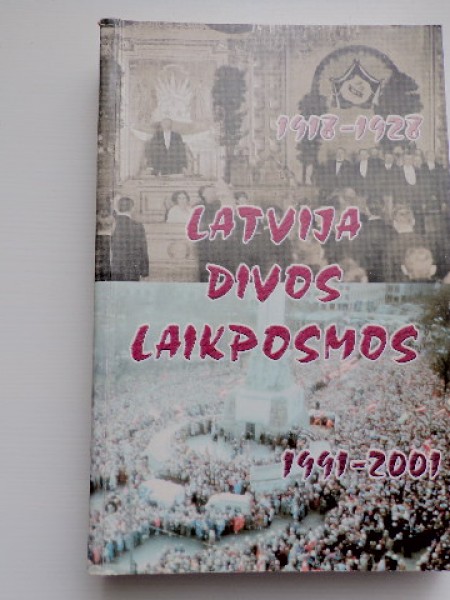 1918-1928
LATVIJA
DIVOS
LAIKPOSMOS
1991-2001